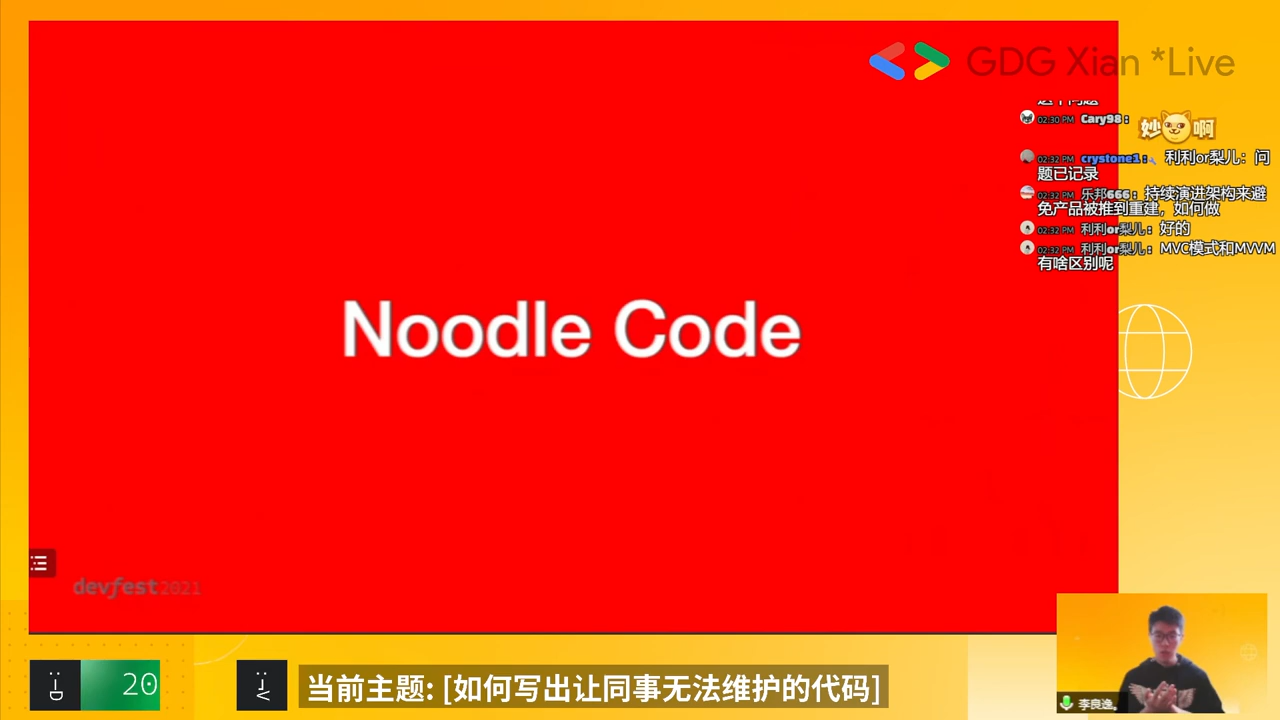 GDG Xian *Live
这个问题
02:30 PM Cary98: 妙啊
02:32 PM crystone1: 利利or梨儿：问
题已记录
02:32 PM 乐邦666: 持续演进架构来避
免产品被推到重建，如何做
02:32 PM 利利or梨儿: 好的
02:32 PM 利利or梨儿: MVC模式和MVVM
有啥区别呢
Noodle Code
devfest2021
:D
20
:<
当前主题: [如何写出让同事无法维护的代码]
李良逸